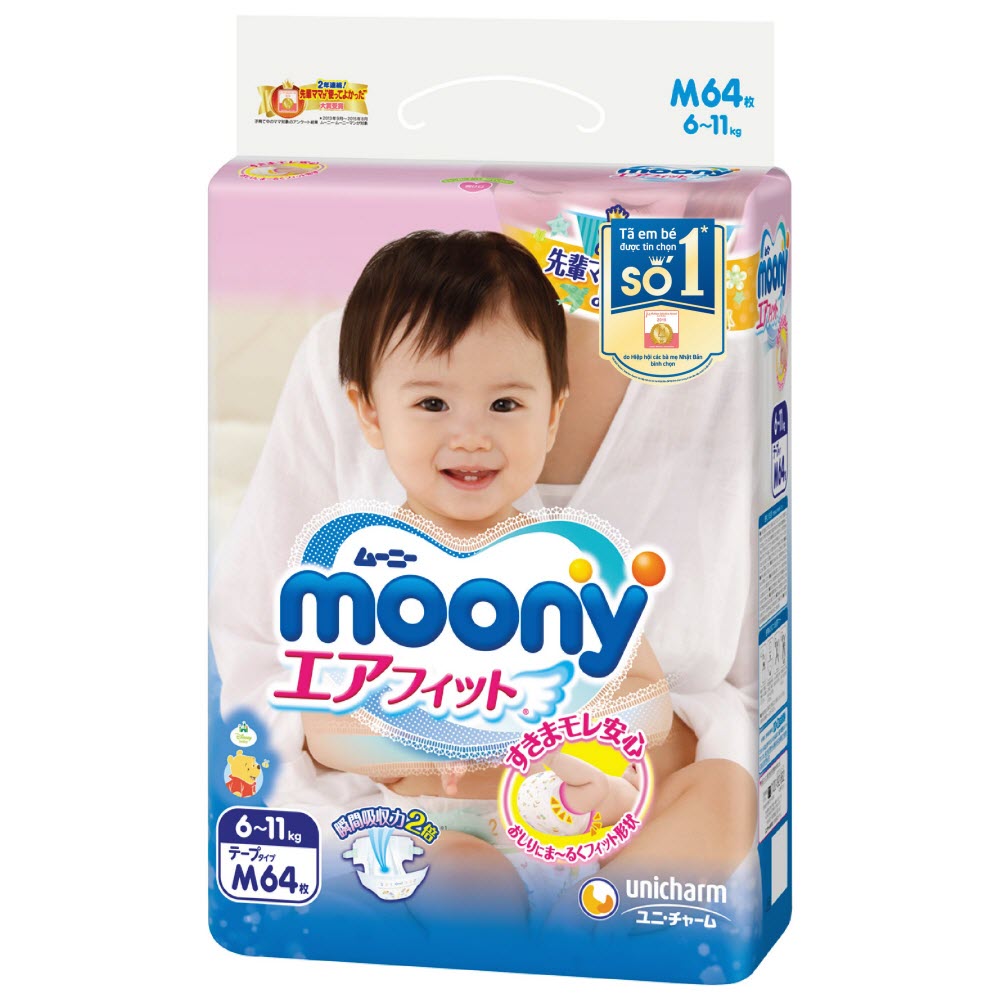 2年連続!
先輩ママが"使ってよかった"
大賞受賞
M64枚
6~11kg
Tã em bé
được tin chọn
SỐ 1*
do Hiệp hội các bà mẹ Nhật Bản
bình chọn
先輩マ
moony
エアフィット
6~11kg
M64
ムーニー
moony
エアフィット
すきまモレ安心
おしりにま~るくフィット形状
Disney
瞬間吸収力2倍
6~11kg
テープタイプ
M64枚
unicharm
ユニ・チャーム